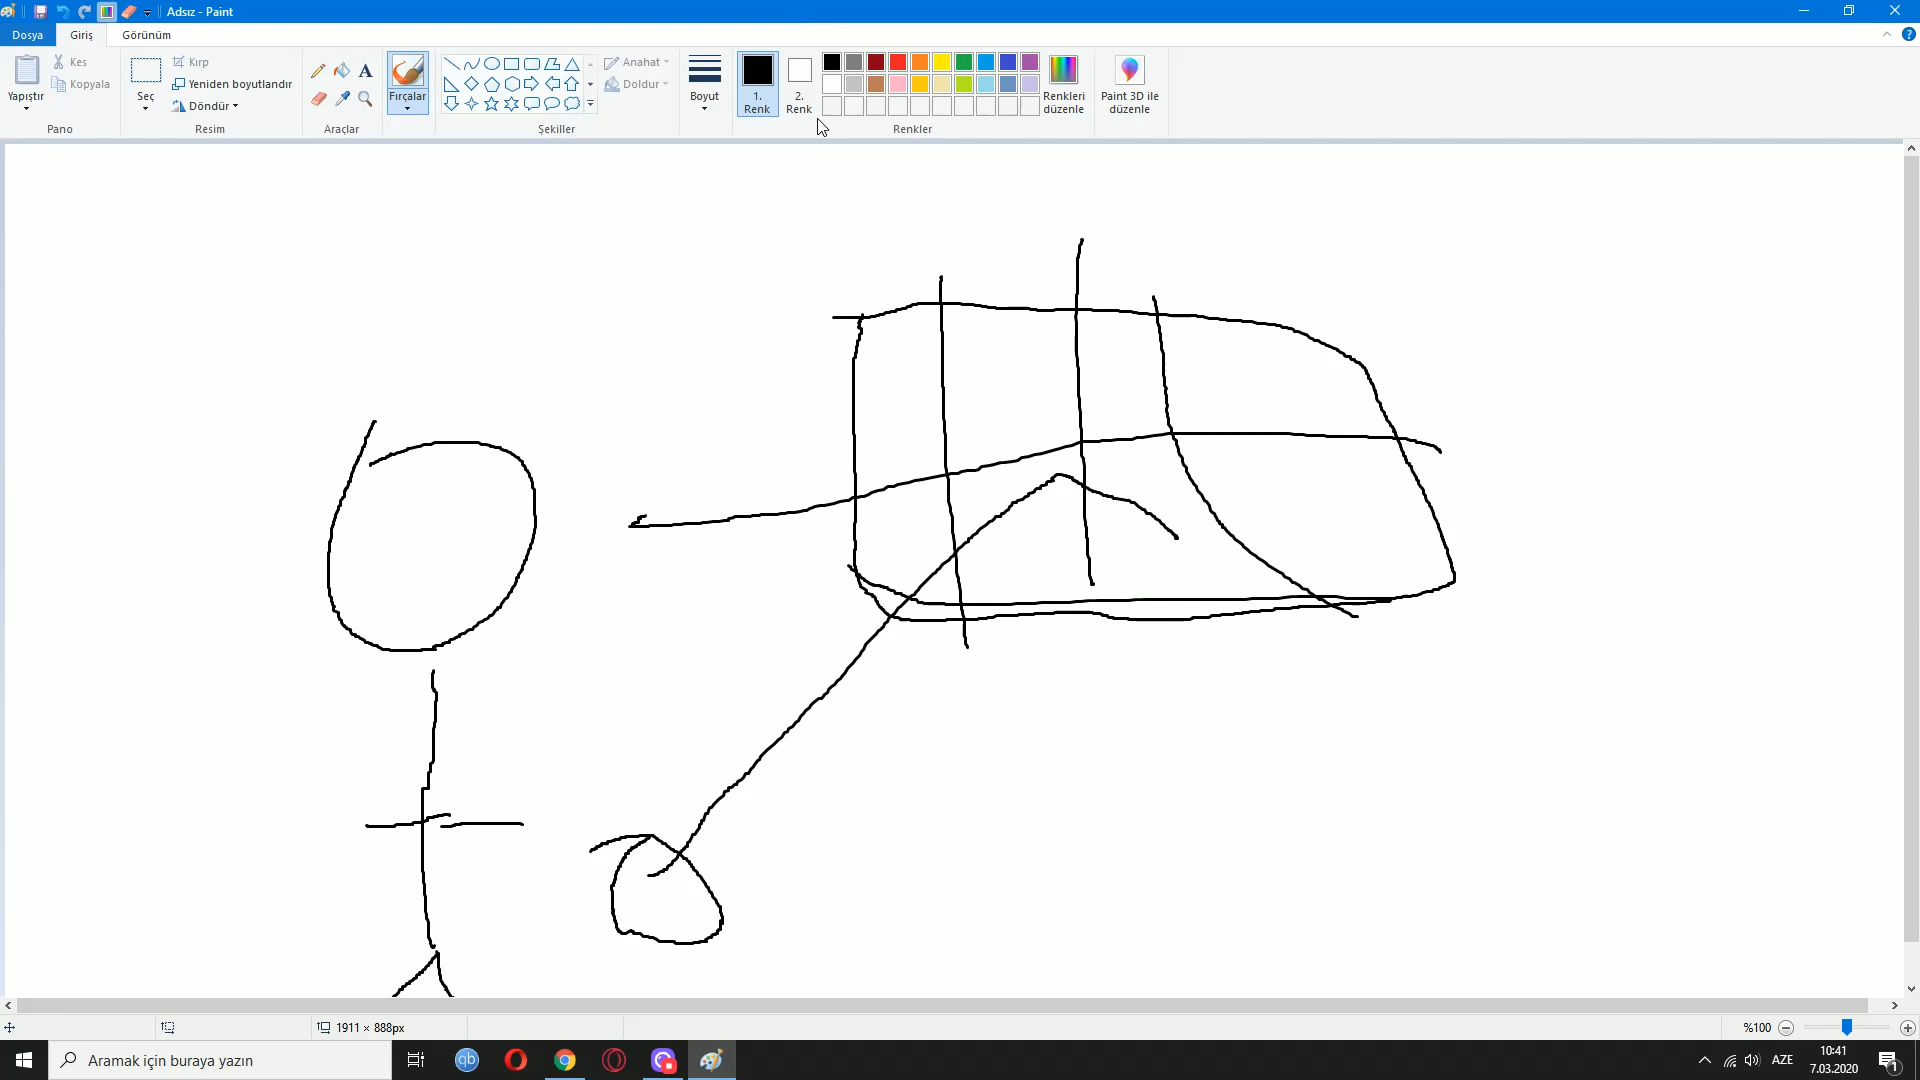 Adsız - Paint
Dosya Giriş Görünüm
Yapıştır
Kes
Kopyala
Pano
Seç
Kırp
Yeniden boyutlandır
Döndür
Resim
A
Araçlar
Fırçalar
Şekiller
Anahat
Doldur
Boyut
1.
Renk
2.
Renk
Renkler
Renkleri
düzenle
Paint 3D ile
düzenle
1911 × 888px
%100
Aramak için buraya yazın
qb
AZE
10:41
7.03.2020
1